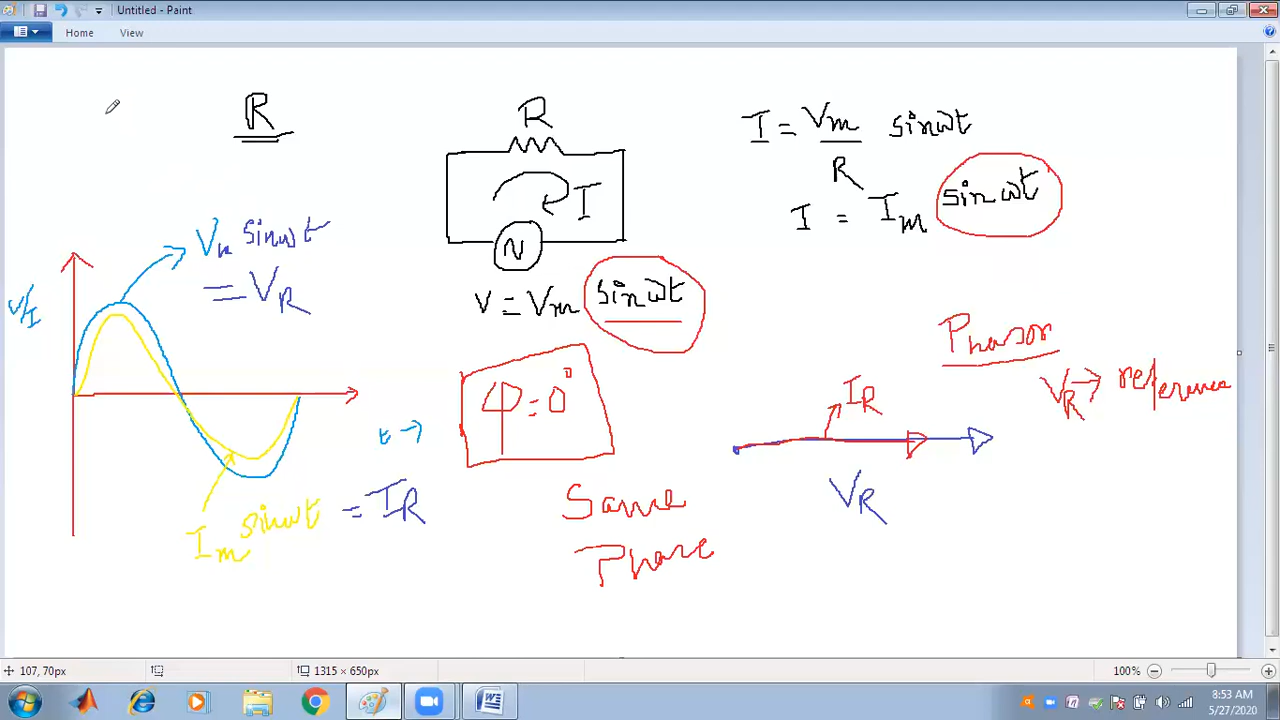 Untitled - Paint
Home View
R
R
I
V = Vm sinωt
I = Vm sinωt
R
I = Im sinωt
Vm sinωt
= VR
V/I
t →
Im sinωt = IR
φ = 0°
Same
Phase
Phasor
VR → reference
IR
VR
107, 70px
1315 × 650px
100%
8:53 AM
5/27/2020